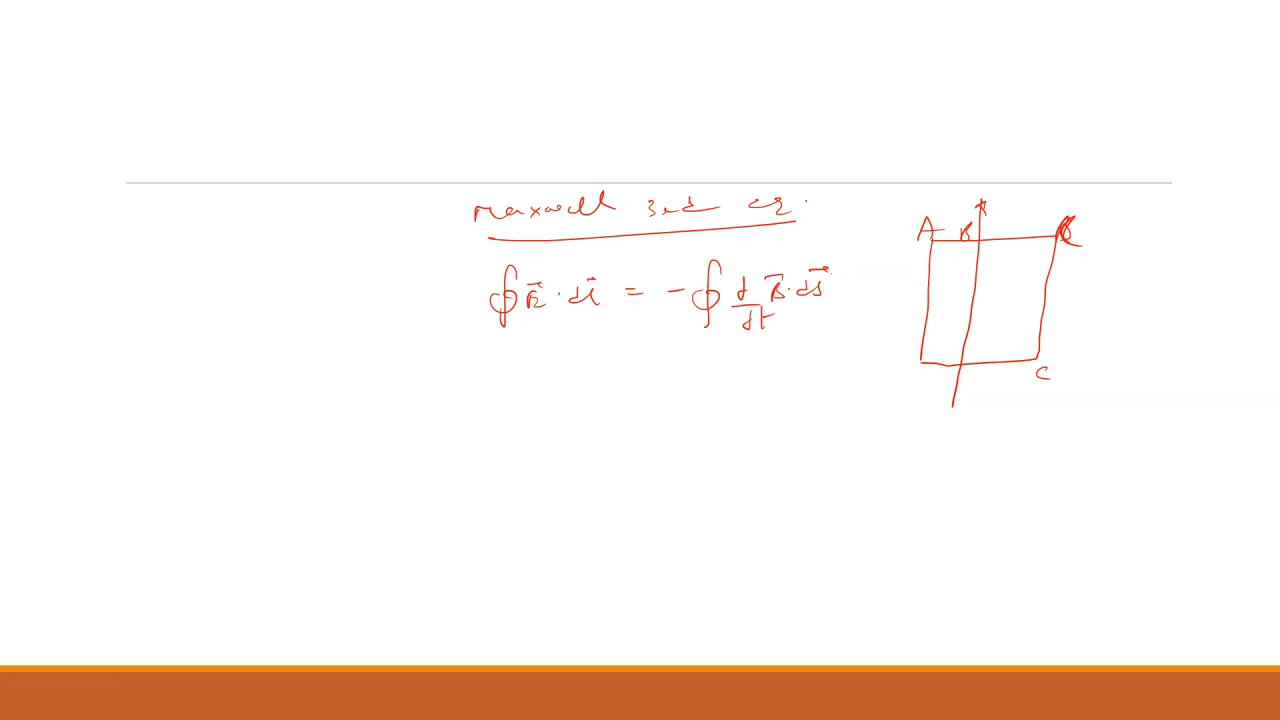 Maxwell 3rd eq.
∮E⃗ · dl⃗ = - ∮ d/dt B⃗ · ds⃗
A B B
C